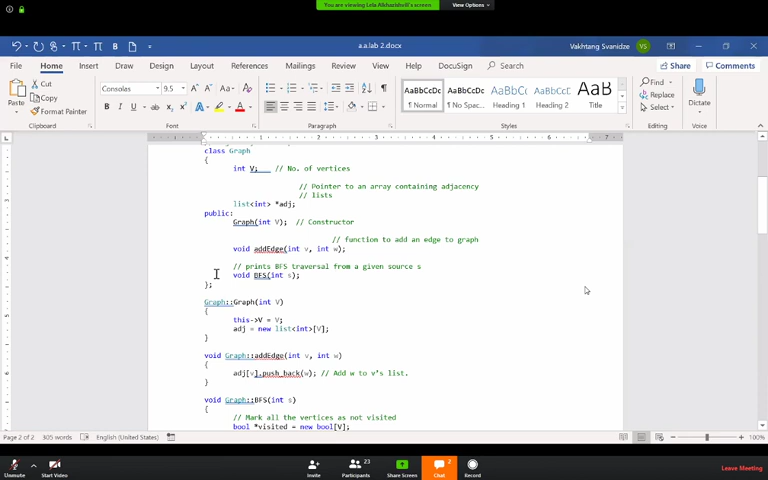 You are viewing Lela Alkhazishvili's screen
View Options
a.a.lab 2.docx
Vakhtang Svanidze
VS
File
Home
Insert
Draw
Design
Layout
References
Mailings
Review
View
Help
DocuSign
Search
Share
Comments
Paste
Cut
Copy
Format Painter
Consolas
9.5
AaBbCcDc
AaBbCcDc
AaBbCc
AaBbCcC
AaB
¶ Normal
¶ No Spac...
Heading 1
Heading 2
Title
Find
Replace
Select
Dictate
Clipboard
Font
Paragraph
Styles
Editing
Voice
class Graph
{
int V; // No. of vertices
// Pointer to an array containing adjacency
// lists
list<int> *adj;
public:
Graph(int V); // Constructor
// function to add an edge to graph
void addEdge(int v, int w);
// prints BFS traversal from a given source s
void BFS(int s);
};
Graph::Graph(int V)
{
this->V = V;
adj = new list<int>[V];
}
void Graph::addEdge(int v, int w)
{
adj[v].push_back(w); // Add w to v's list.
}
void Graph::BFS(int s)
{
// Mark all the vertices as not visited
bool *visited = new bool[V];
Page 2 of 2
305 words
English (United States)
100%
Unmute
Start Video
Invite
Participants
23
Share Screen
Chat
2
Record
Leave Meeting